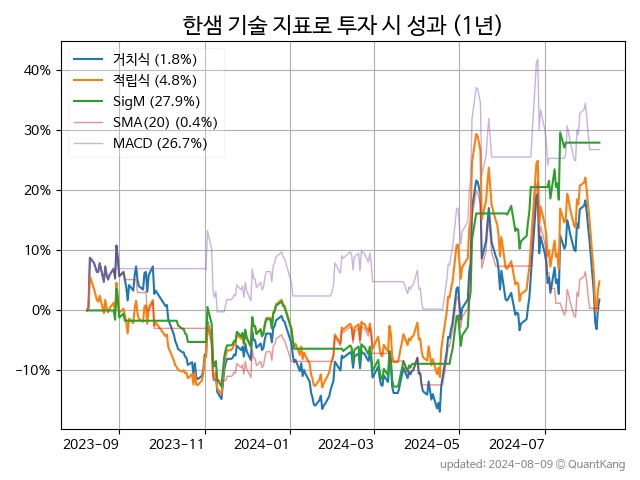 한샘 기술 지표로 투자 시 성과 (1년)
거치식 (1.8%)
적립식 (4.8%)
SigM (27.9%)
SMA(20) (0.4%)
MACD (26.7%)
40%
30%
20%
10%
0%
−10%
2023-09 2023-11 2024-01 2024-03 2024-05 2024-07
updated: 2024-08-09 © QuantKang